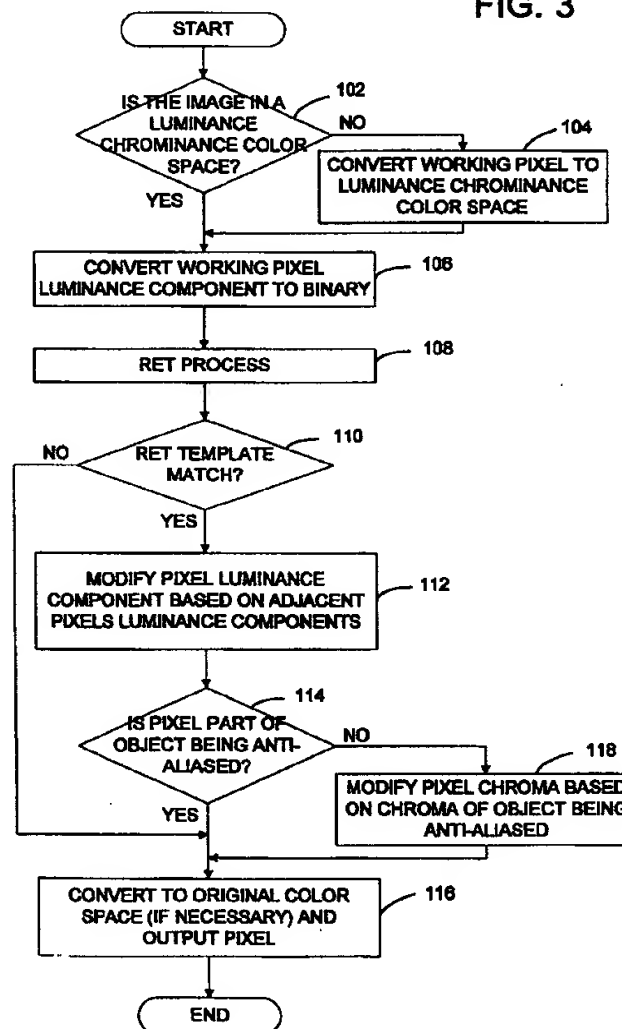 FIG. 3
START
102
IS THE IMAGE IN A
LUMINANCE
CHROMINANCE COLOR
SPACE?
NO
104
CONVERT WORKING PIXEL TO
LUMINANCE CHROMINANCE
COLOR SPACE
YES
106
CONVERT WORKING PIXEL
LUMINANCE COMPONENT TO BINARY
108
RET PROCESS
110
NO
RET TEMPLATE
MATCH?
YES
MODIFY PIXEL LUMINANCE
COMPONENT BASED ON ADJACENT
PIXELS LUMINANCE COMPONENTS
112
114
IS PIXEL PART OF
OBJECT BEING ANTI-
ALIASED?
NO
118
MODIFY PIXEL CHROMA BASED
ON CHROMA OF OBJECT BEING
ANTI-ALIASED
YES
CONVERT TO ORIGINAL COLOR
SPACE (IF NECESSARY) AND
OUTPUT PIXEL
116
END